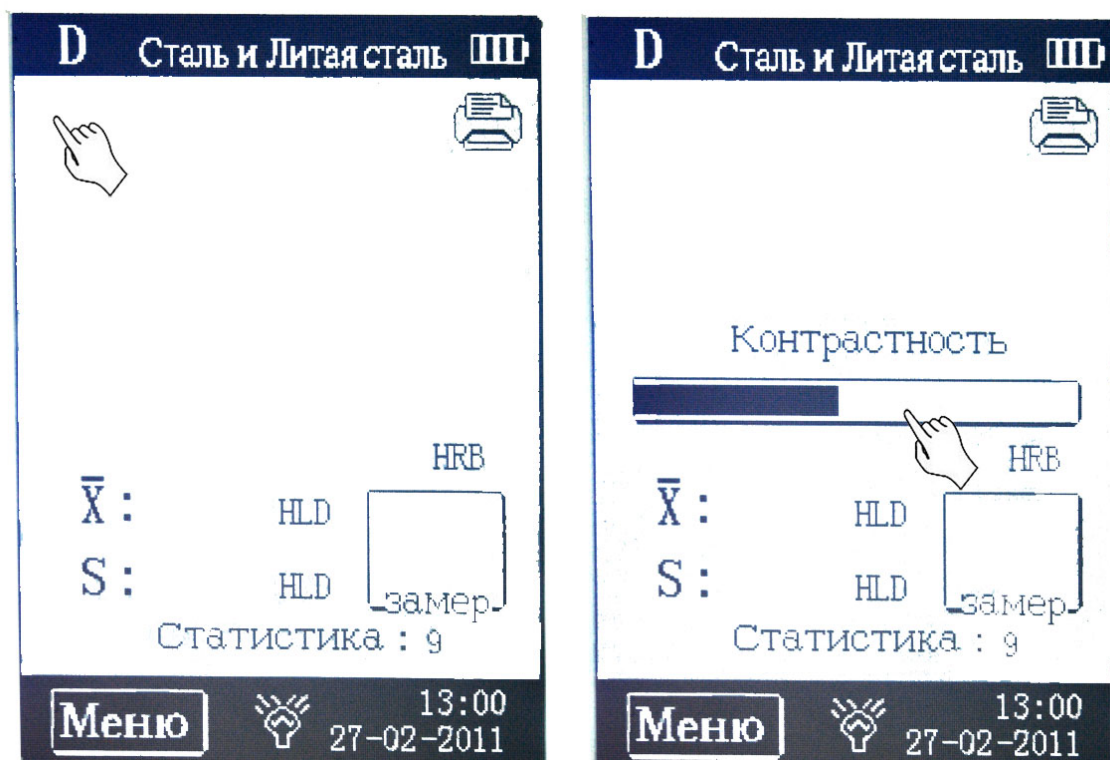 D Сталь и Литая сталь
HRB
X̅ : HLD
S : HLD
замер.
Статистика : 9
Меню 13:00
27-02-2011
D Сталь и Литая сталь
Контрастность
HRB
X̅ : HLD
S : HLD
замер.
Статистика : 9
Меню 13:00
27-02-2011